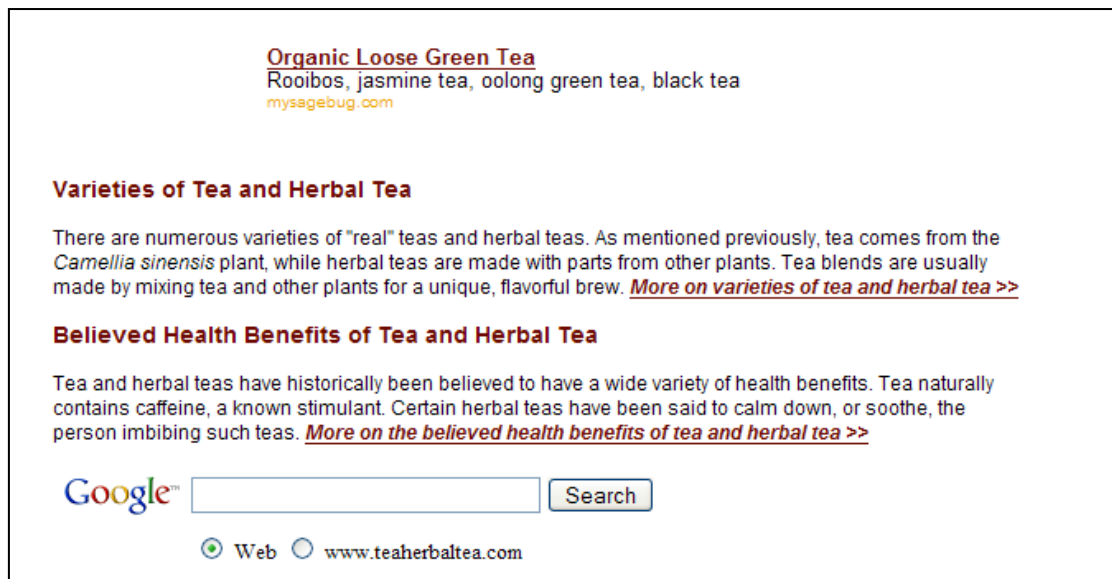 Organic Loose Green Tea
Rooibos, jasmine tea, oolong green tea, black tea
mysagebug.com
Varieties of Tea and Herbal Tea
There are numerous varieties of "real" teas and herbal teas. As mentioned previously, tea comes from the
Camellia sinensis plant, while herbal teas are made with parts from other plants. Tea blends are usually
made by mixing tea and other plants for a unique, flavorful brew. More on varieties of tea and herbal tea >>
Believed Health Benefits of Tea and Herbal Tea
Tea and herbal teas have historically been believed to have a wide variety of health benefits. Tea naturally
contains caffeine, a known stimulant. Certain herbal teas have been said to calm down, or soothe, the
person imbibing such teas. More on the believed health benefits of tea and herbal tea >>
Google™ Search
Web www.teaherbaltea.com